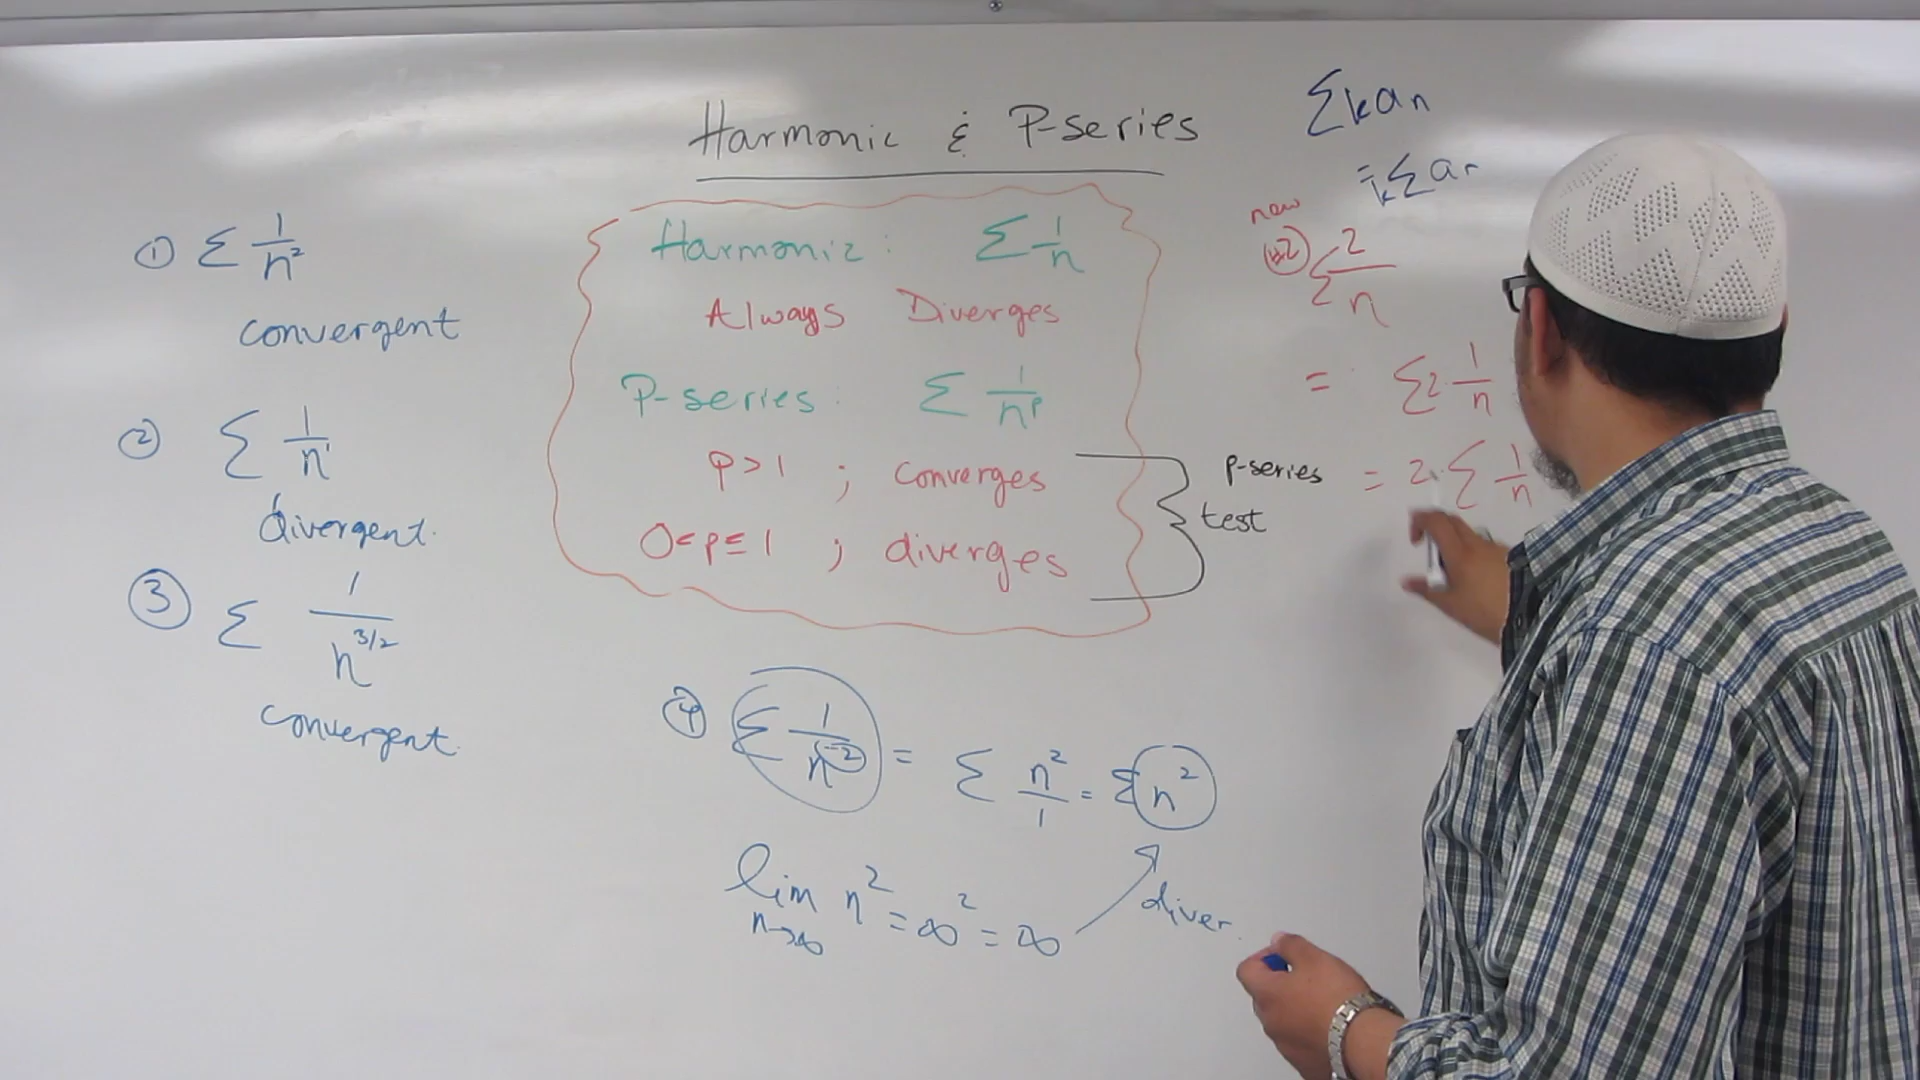 Harmonic & P-series
① Σ 1/n²
convergent
② Σ 1/n¹
divergent.
③ Σ 1/n^(3/2)
convergent.
Harmonic: Σ 1/n
Always Diverges
P-series: Σ 1/n^p
p>1 ; converges
0<p≤1 ; diverges
p-series
test
④ Σ 1/n^(-2) = Σ n²/1 = Σ n²
lim n→∞ n² = ∞² = ∞
diver.
Σkan
= kΣan
new
② Σ 2/n
= Σ2·1/n
= 2·Σ 1/n